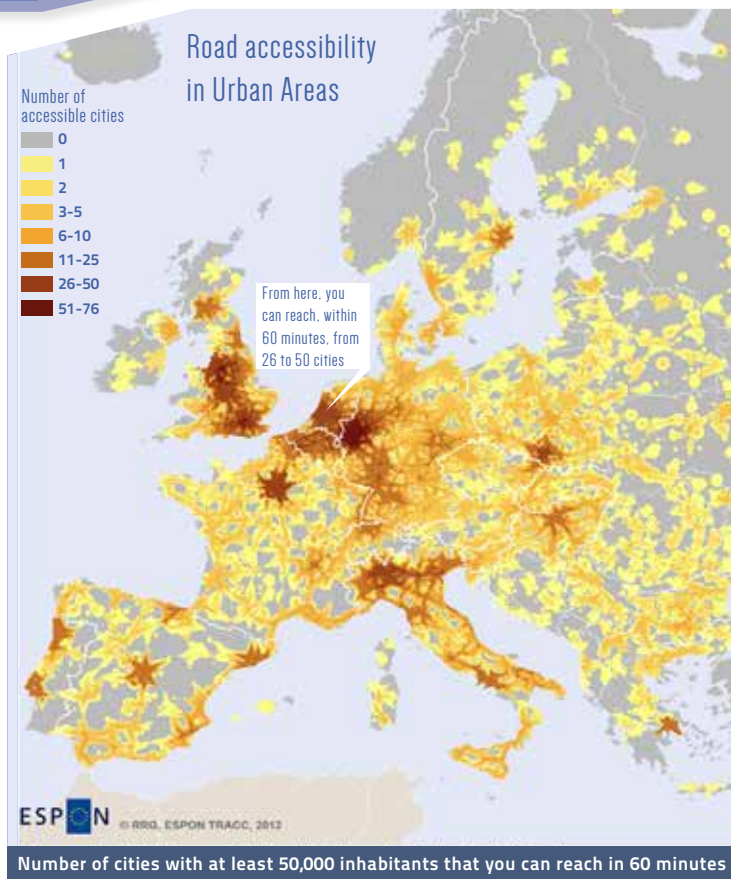 Road accessibility
in Urban Areas
Number of
accessible cities
0
1
2
3-5
6-10
11-25
26-50
51-76
From here, you
can reach, within
60 minutes, from
26 to 50 cities
ESPON © RRG, ESPON TRACC, 2012
Number of cities with at least 50,000 inhabitants that you can reach in 60 minutes